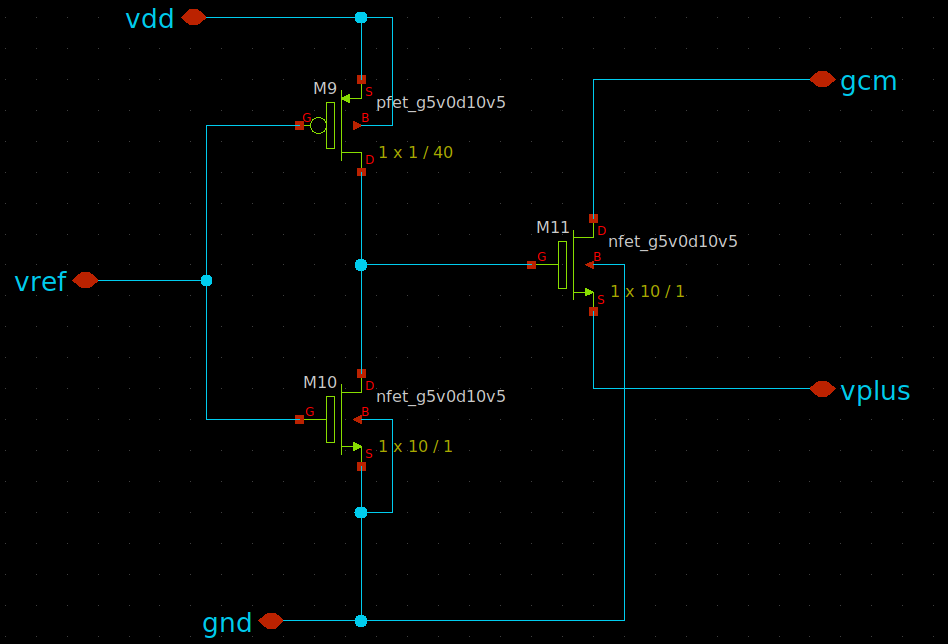 vdd
M9
S
pfet_g5v0d10v5
G
B
D
1 x 1 / 40
gcm
M11
D
nfet_g5v0d10v5
G
B
S
1 x 10 / 1
vref
M10
D
nfet_g5v0d10v5
G
B
S
1 x 10 / 1
vplus
gnd